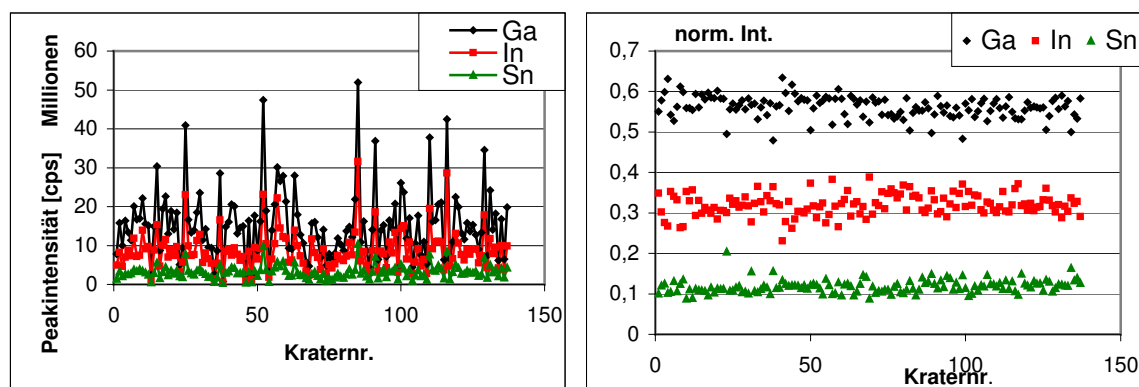 Peakintensität [cps] Millionen
60
50
40
30
20
10
0
0 50 100 150
Kraternr.
Ga
In
Sn
norm. Int.
Ga In Sn
0,7
0,6
0,5
0,4
0,3
0,2
0,1
0
0 50 100 150
Kraternr.